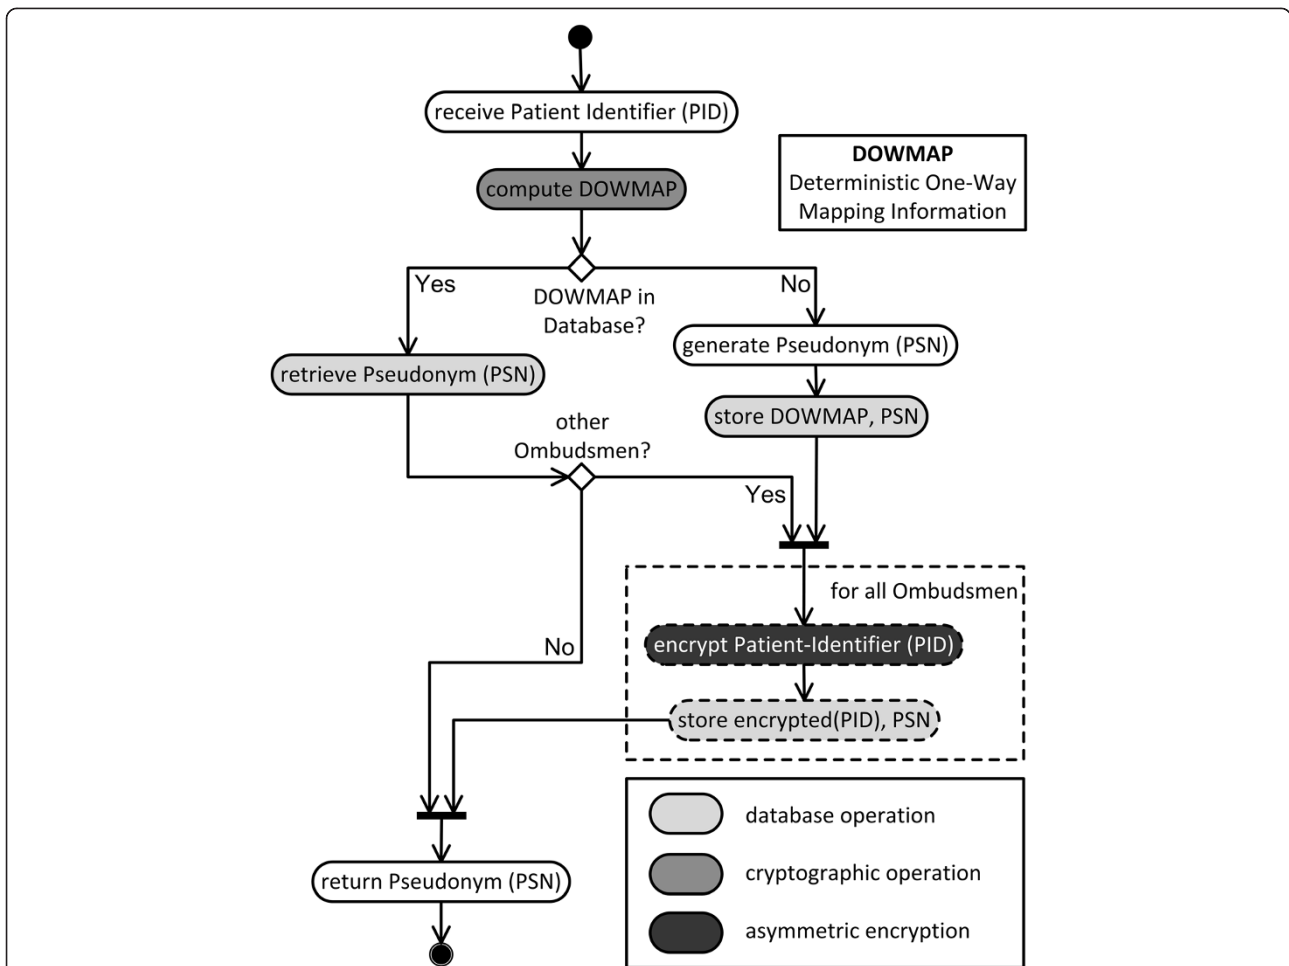 receive Patient Identifier (PID)
compute DOWMAP
DOWMAP
Deterministic One-Way
Mapping Information
Yes
No
DOWMAP in
Database?
generate Pseudonym (PSN)
retrieve Pseudonym (PSN)
store DOWMAP, PSN
other
Ombudsmen?
Yes
for all Ombudsmen
encrypt Patient-Identifier (PID)
No
store encrypted(PID), PSN
database operation
cryptographic operation
asymmetric encryption
return Pseudonym (PSN)